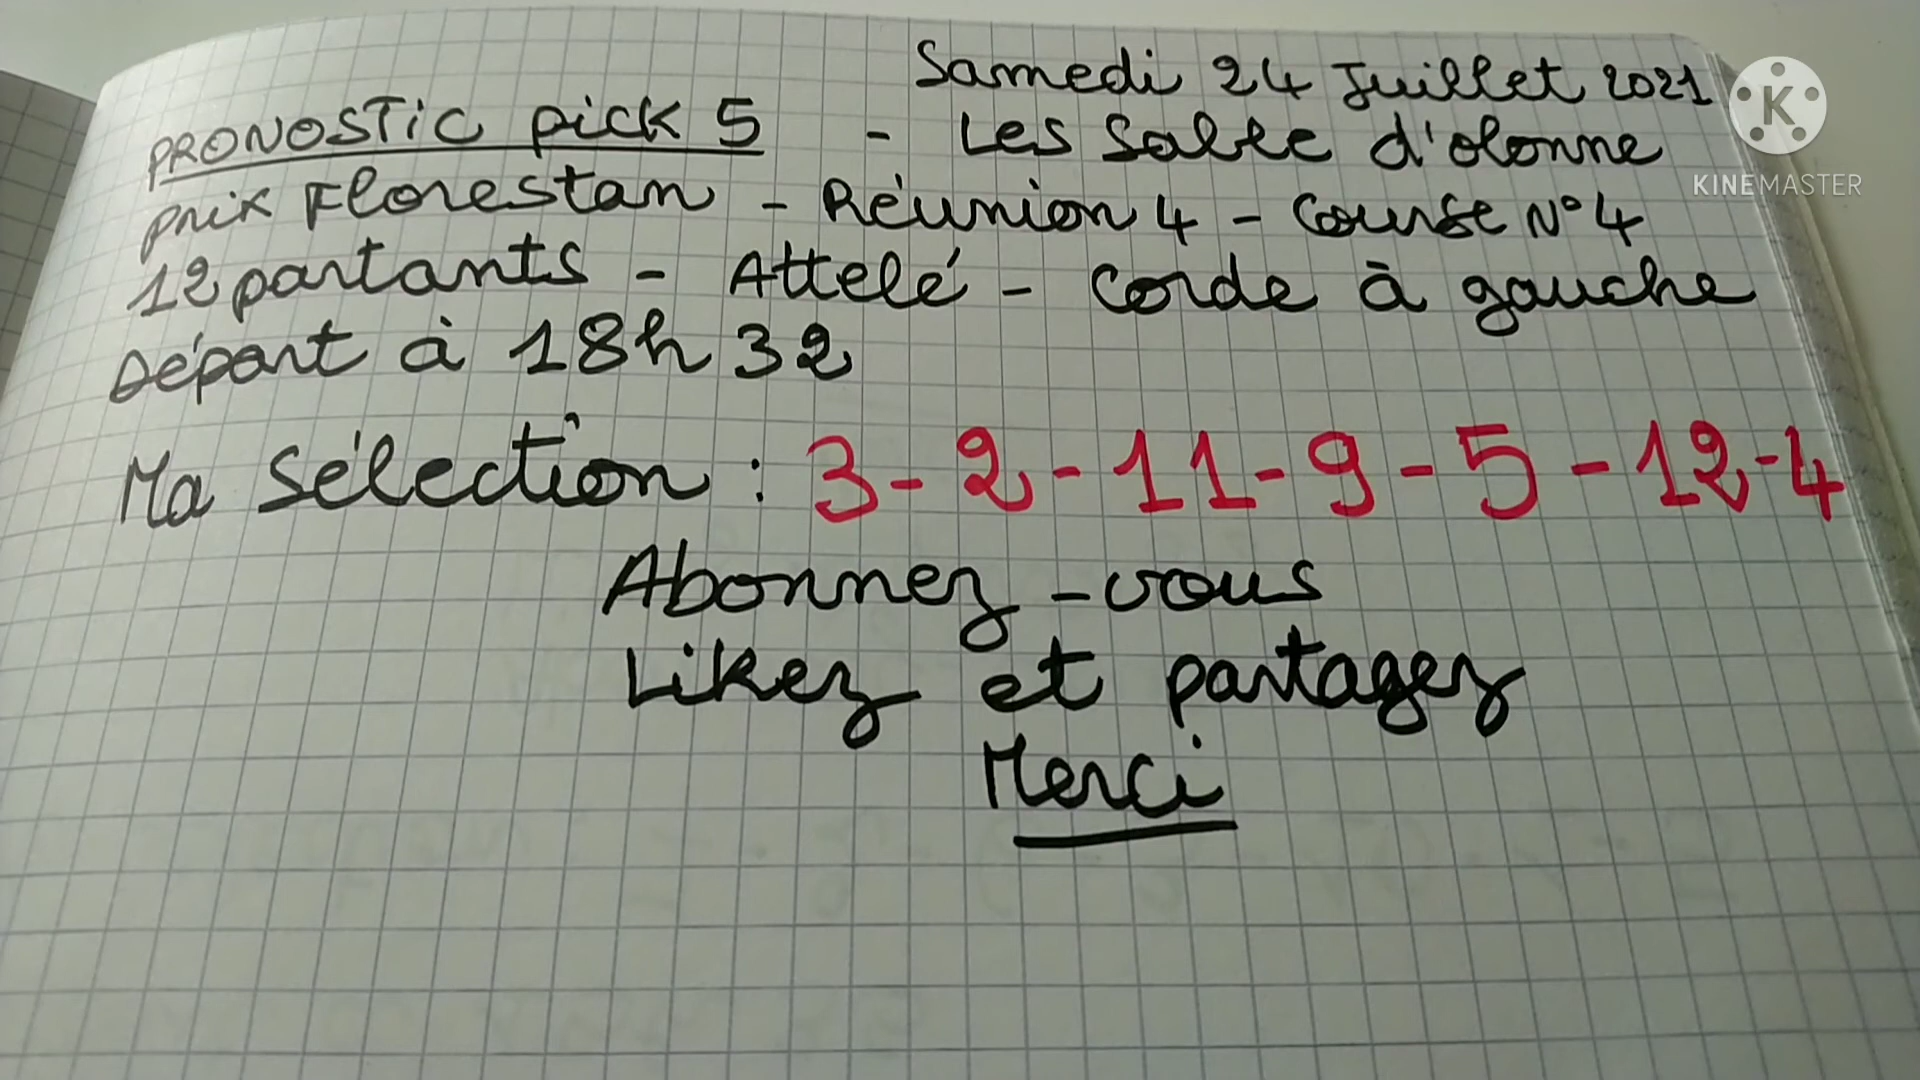 Samedi 24 Juillet 2021
PRONOSTIC pick 5 - Les Sable d'olonne
prix Florestan - Réunion 4 - Course N° 4
12 partants - Attelé - Corde à gauche
Départ à 18h32
Ma Sélection : 3 - 2 - 11 - 9 - 5 - 12 - 4
Abonnez-vous
Likez et partagez
Merci
K
KINEMASTER